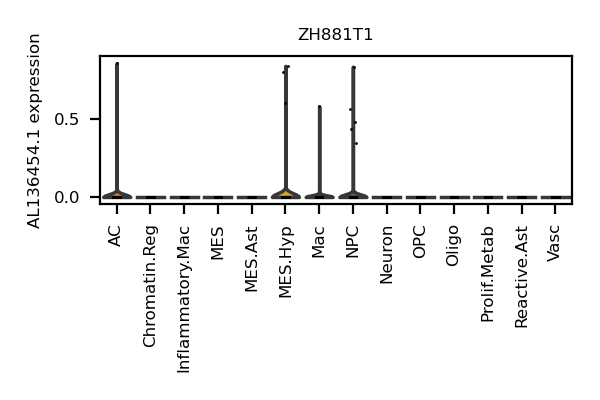 ZH881T1
AL136454.1 expression
0.5
0.0
AC
Chromatin.Reg
Inflammatory.Mac
MES
MES.Ast
MES.Hyp
Mac
NPC
Neuron
OPC
Oligo
Prolif.Metab
Reactive.Ast
Vasc